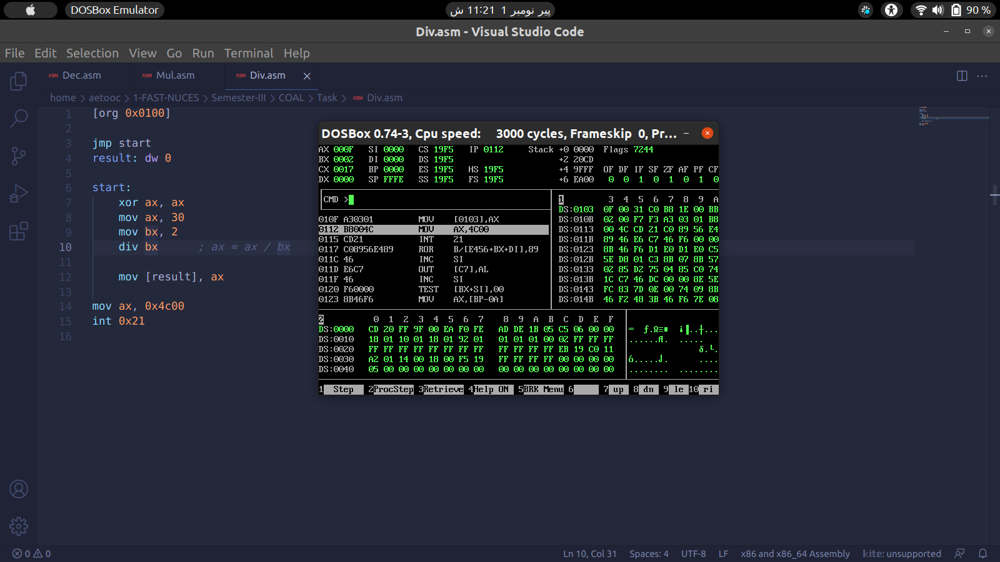 DOSBox Emulator
پیر نومبر 1 11:21 ش
90 %
Div.asm - Visual Studio Code
File Edit Selection View Go Run Terminal Help
ASM Dec.asm ASM Mul.asm ASM Div.asm
home > aetooc > 1-FAST-NUCES > Semester-III > COAL > Task > ASM Div.asm
1 [org 0x0100]
2
3 jmp start
4 result: dw 0
5
6 start:
7 xor ax, ax
8 mov ax, 30
9 mov bx, 2
10 div bx ; ax = ax / bx
11
12 mov [result], ax
13
14 mov ax, 0x4c00
15 int 0x21
16
DOSBox 0.74-3, Cpu speed: 3000 cycles, Frameskip 0, Pr...
AX 000F SI 0000 CS 19F5 IP 0112 Stack +0 0000 Flags 7244
BX 0002 DI 0000 DS 19F5 +2 20CD
CX 0017 BP 0000 ES 19F5 HS 19F5 +4 9FFF OF DF IF SF ZF AF PF CF
DX 0000 SP FFFE SS 19F5 FS 19F5 +6 EA00 0 0 1 0 1 0 1 0
CMD >
010F A30301 MOV [0103],AX
0112 B8004C MOV AX,4C00
0115 CD21 INT 21
0117 C08956E489 ROR B/[E456+BX+DI],89
011C 46 INC SI
011D E6C7 OUT [C7],AL
011F 46 INC SI
0120 F60000 TEST [BX+SI],00
0123 8B46F6 MOV AX,[BP-0A]
1 3 4 5 6 7 8 9 A
DS:0103 0F 00 31 C0 B8 1E 00 BB
DS:010B 02 00 F7 F3 A3 03 01 B8
DS:0113 00 4C CD 21 C0 89 56 E4
DS:011B 89 46 E6 C7 46 F6 00 00
DS:0123 8B 46 F6 D1 E0 D1 E0 C5
DS:012B 5E D8 01 C3 8B 07 8B 57
DS:0133 02 85 D2 75 04 85 C0 74
DS:013B 1C C7 46 DC 00 00 8E 5E
DS:0143 FC 83 7D 0E 00 74 09 8B
DS:014B 46 F2 48 3B 46 F6 7E 08
2 0 1 2 3 4 5 6 7 8 9 A B C D E F
DS:0000 CD 20 FF 9F 00 EA F0 FE AD DE 1B 05 C5 06 00 00
DS:0010 18 01 10 01 18 01 92 01 01 01 01 00 02 FF FF FF
DS:0020 FF FF FF FF FF FF FF FF FF FF FF FF EB 19 C0 11
DS:0030 A2 01 14 00 18 00 F5 19 FF FF FF FF 00 00 00 00
DS:0040 05 00 00 00 00 00 00 00 00 00 00 00 00 00 00 00
1 Step 2ProcStep 3Retrieve 4Help ON 5BRK Menu 6 7 up 8 dn 9 le 10 ri
0 0 Ln 10, Col 31 Spaces: 4 UTF-8 LF x86 and x86_64 Assembly kite: unsupported